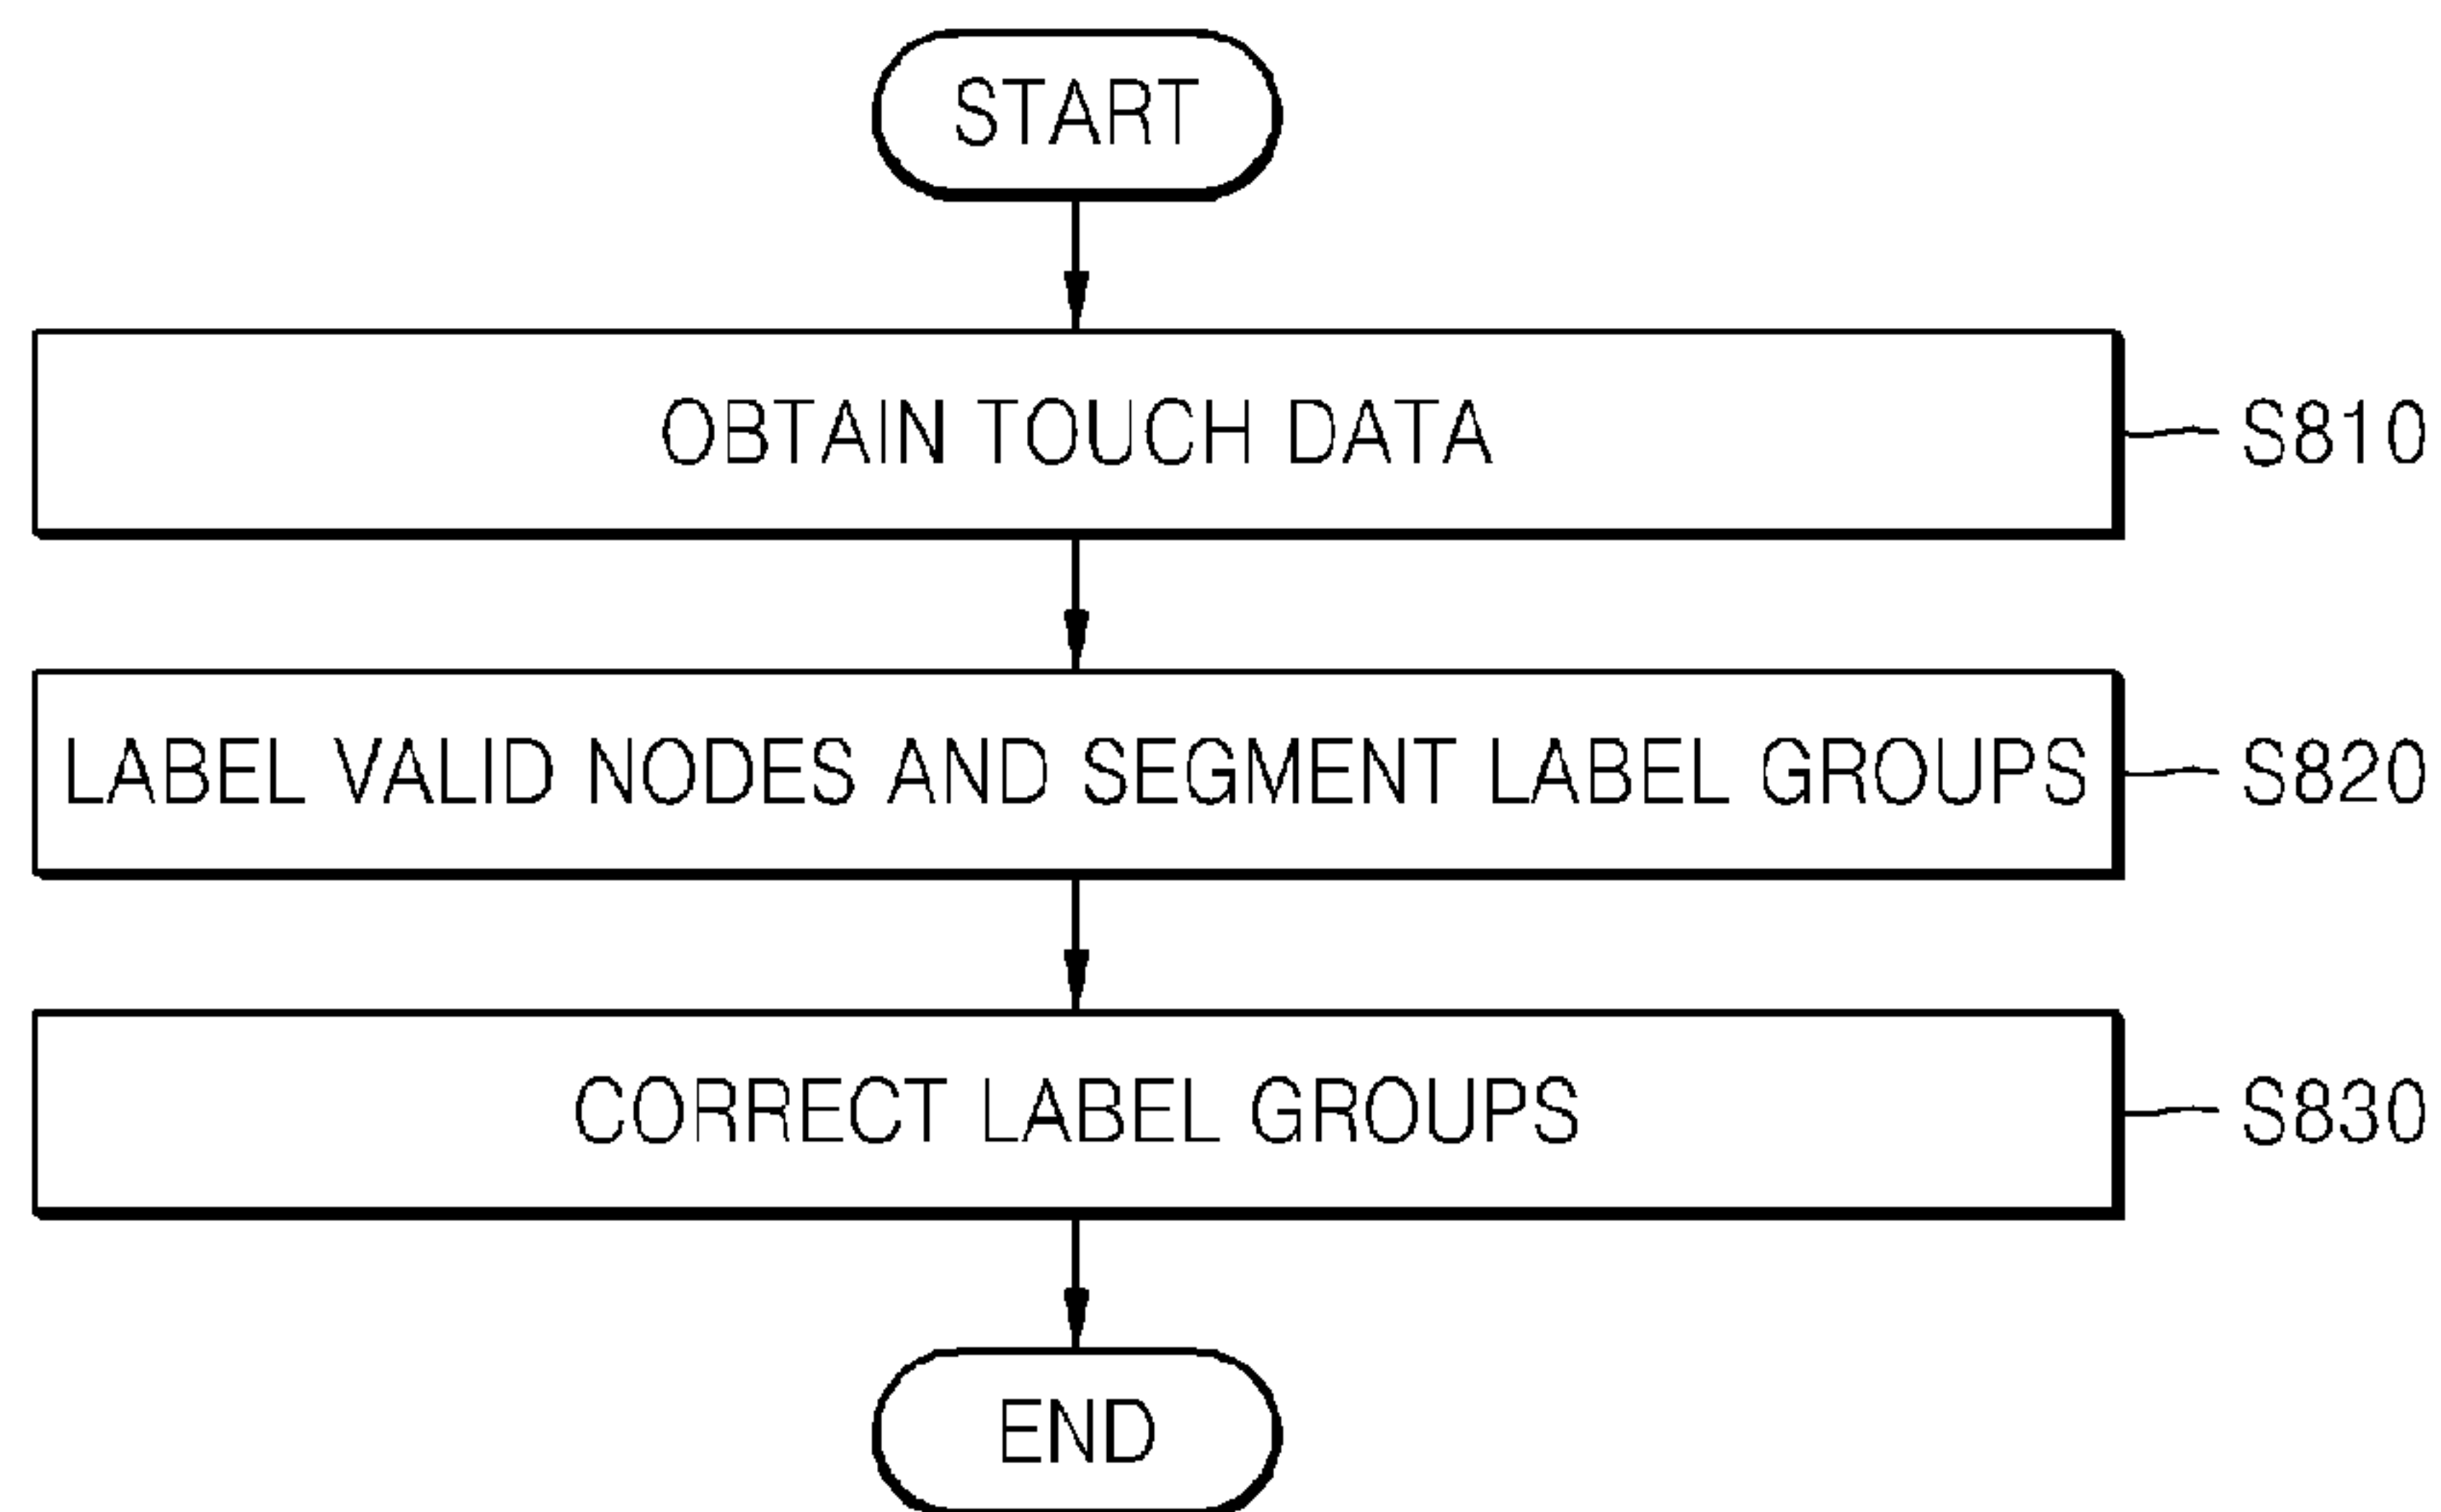 START
OBTAIN TOUCH DATA
S810
LABEL VALID NODES AND SEGMENT LABEL GROUPS
S820
CORRECT LABEL GROUPS
S830
END